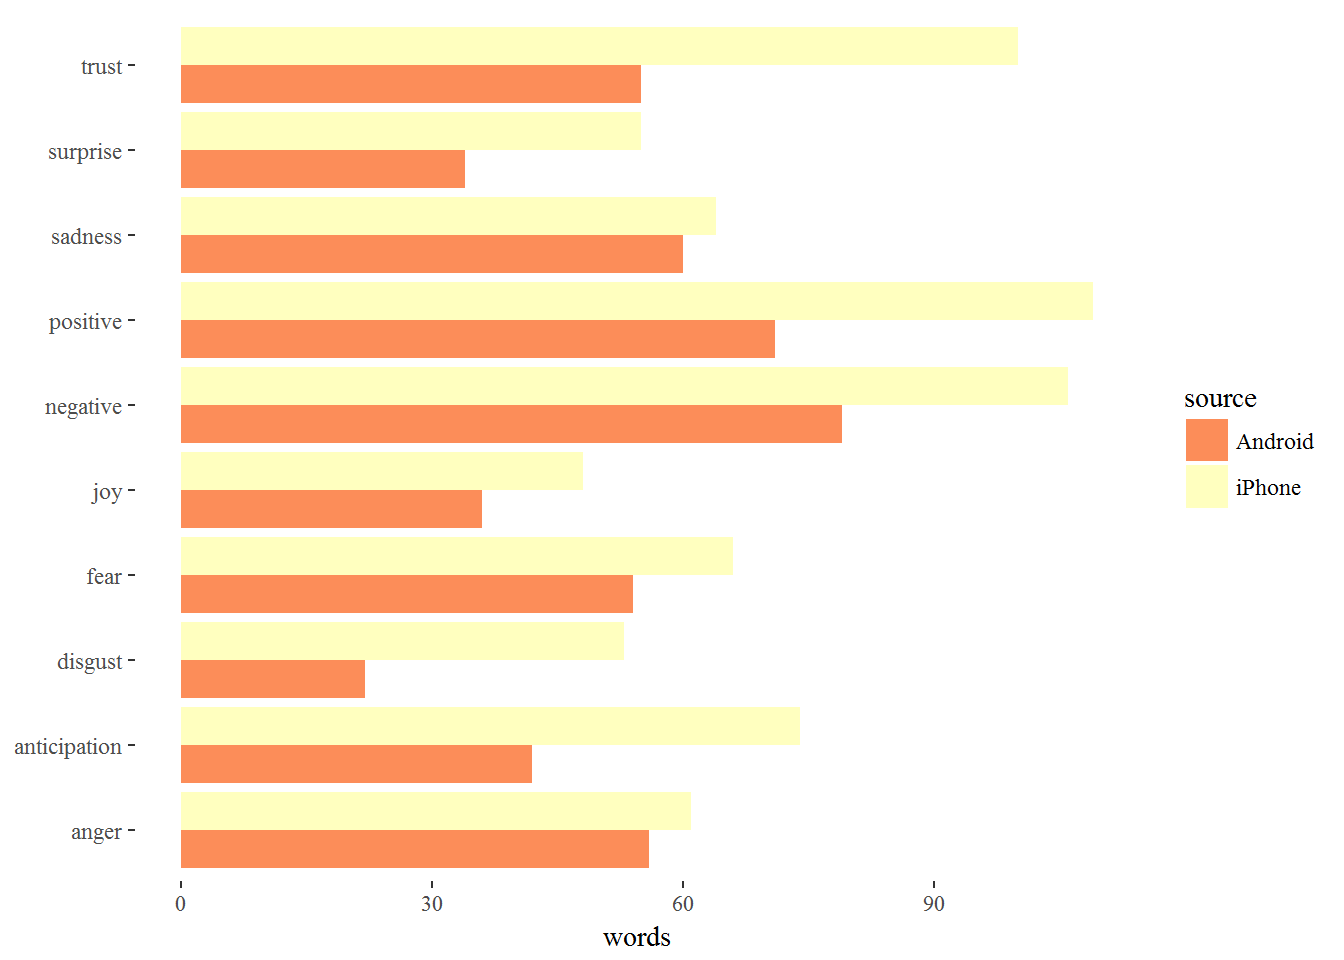 trust
surprise
sadness
positive
negative
joy
fear
disgust
anticipation
anger
0 30 60 90
words
source
Android
iPhone